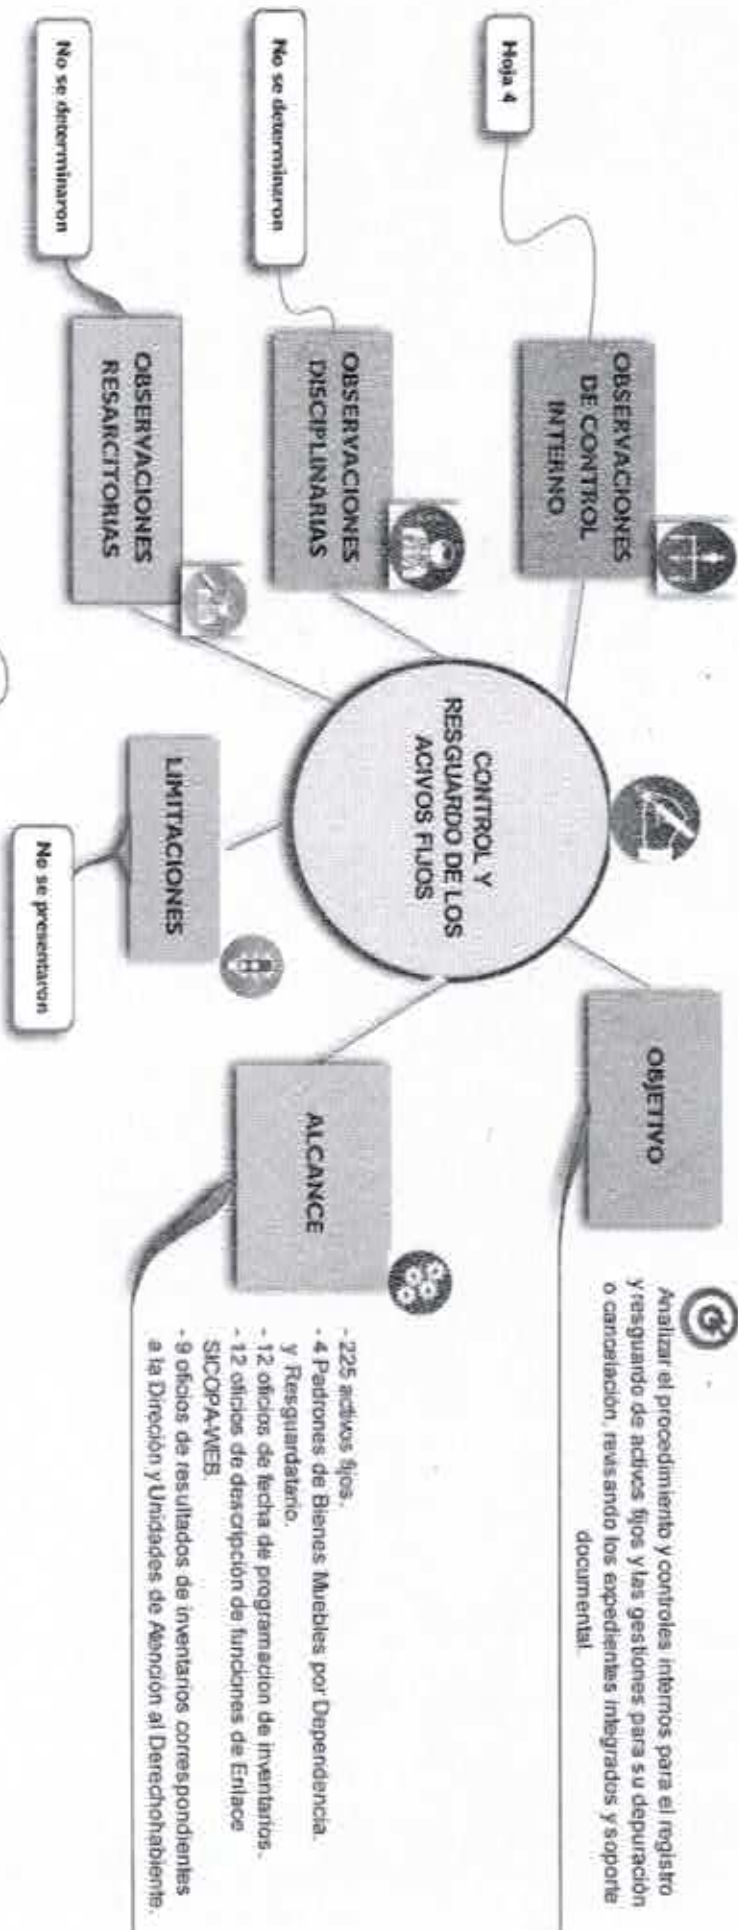 CONTROL Y
RESGUARDO DE LOS
ACIVOS FIJOS
OBJETIVO
Analizar el procedimiento y controles internos para el registro
y resguardo de activos fijos y las gestiones para su depuración
o cancelación, revisando los expedientes integrados y soporte
documental.
ALCANCE
- 225 activos fijos.
- 4 Padrones de Bienes Muebles por Dependencia.
y Resguardatario.
- 12 oficios de fecha de programacion de inventarios.
- 12 oficios de descripción de funciones de Enlace
SICOPA-WEB.
- 9 oficios de resultados de inventarios correspondientes
a la Direción y Unidades de Atención al Derechohabiente.
LIMITACIONES
No se presentaron
OBSERVACIONES
DE CONTROL
INTERNO
Hoja 4
OBSERVACIONES
DISCIPLINARIAS
No se determinaron
OBSERVACIONES
RESARCITORIAS
No se determinaron